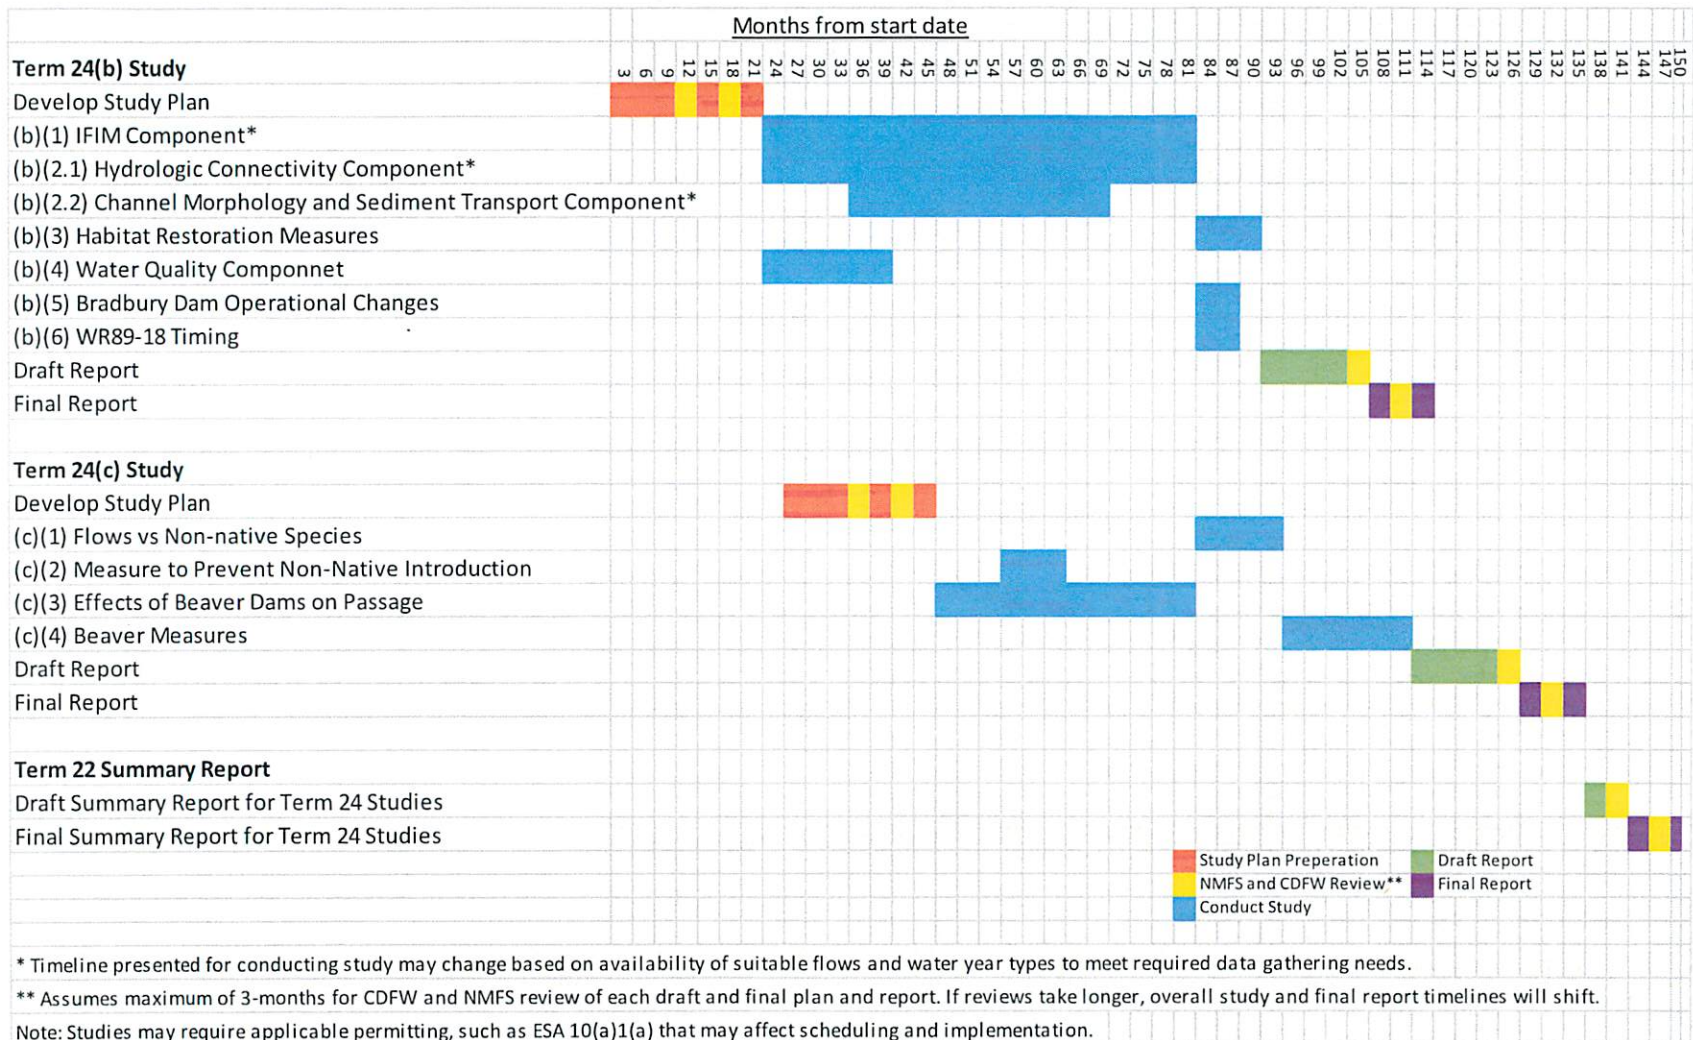 Months from start date
Term 24(b) Study 3 6 9 12 15 18 21 24 27 30 33 36 39 42 45 48 51 54 57 60 63 66 69 72 75 78 81 84 87 90 93 96 99 102 105 108 111 114 117 120 123 126 129 132 135 138 141 144 147 150
Develop Study Plan
(b)(1) IFIM Component*
(b)(2.1) Hydrologic Connectivity Component*
(b)(2.2) Channel Morphology and Sediment Transport Component*
(b)(3) Habitat Restoration Measures
(b)(4) Water Quality Componnet
(b)(5) Bradbury Dam Operational Changes
(b)(6) WR89-18 Timing
Draft Report
Final Report
Term 24(c) Study
Develop Study Plan
(c)(1) Flows vs Non-native Species
(c)(2) Measure to Prevent Non-Native Introduction
(c)(3) Effects of Beaver Dams on Passage
(c)(4) Beaver Measures
Draft Report
Final Report
Term 22 Summary Report
Draft Summary Report for Term 24 Studies
Final Summary Report for Term 24 Studies
Study Plan Preperation Draft Report
NMFS and CDFW Review** Final Report
Conduct Study
* Timeline presented for conducting study may change based on availability of suitable flows and water year types to meet required data gathering needs.
** Assumes maximum of 3-months for CDFW and NMFS review of each draft and final plan and report. If reviews take longer, overall study and final report timelines will shift.
Note: Studies may require applicable permitting, such as ESA 10(a)1(a) that may affect scheduling and implementation.